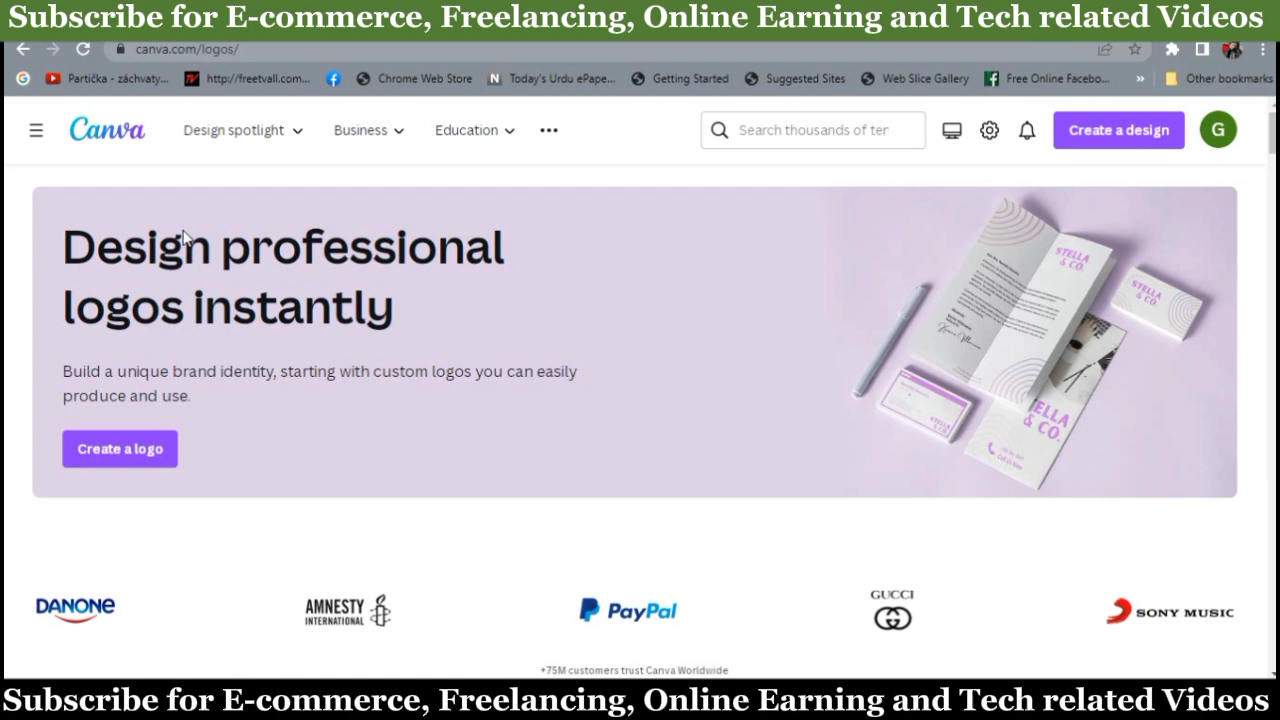 Subscribe for E-commerce, Freelancing, Online Earning and Tech related Videos
canva.com/logos/
Partička - záchvaty... http://freetvall.com... Chrome Web Store Today's Urdu ePape... Getting Started Suggested Sites Web Slice Gallery Free Online Facebo... » Other bookmarks
Canva Design spotlight Business Education Search thousands of ter Create a design G
Design professional
logos instantly
Build a unique brand identity, starting with custom logos you can easily
produce and use.
Create a logo
STELLA
& CO.
STELLA
& CO.
STELLA
& CO.
DANONE AMNESTY INTERNATIONAL PayPal GUCCI SONY MUSIC
+75M customers trust Canva Worldwide
Subscribe for E-commerce, Freelancing, Online Earning and Tech related Videos